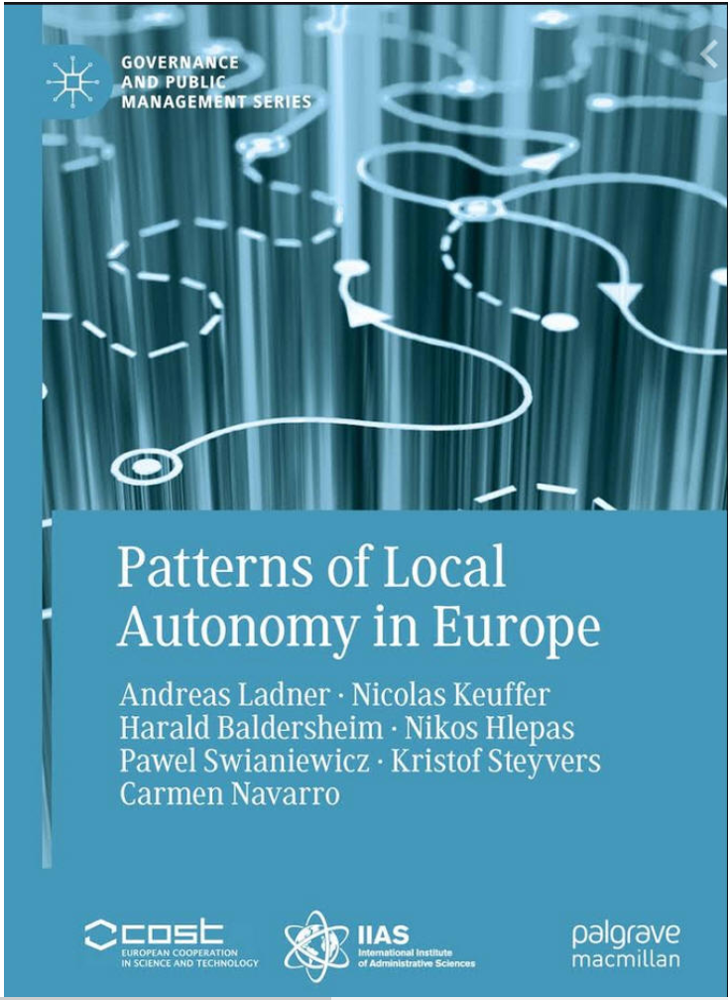 GOVERNANCE
AND PUBLIC
MANAGEMENT SERIES
Patterns of Local
Autonomy in Europe
Andreas Ladner · Nicolas Keuffer
Harald Baldersheim · Nikos Hlepas
Pawel Swianiewicz · Kristof Steyvers
Carmen Navarro
cost
EUROPEAN COOPERATION
IN SCIENCE AND TECHNOLOGY
IIAS
International Institute
of Administrative Sciences
palgrave
macmillan